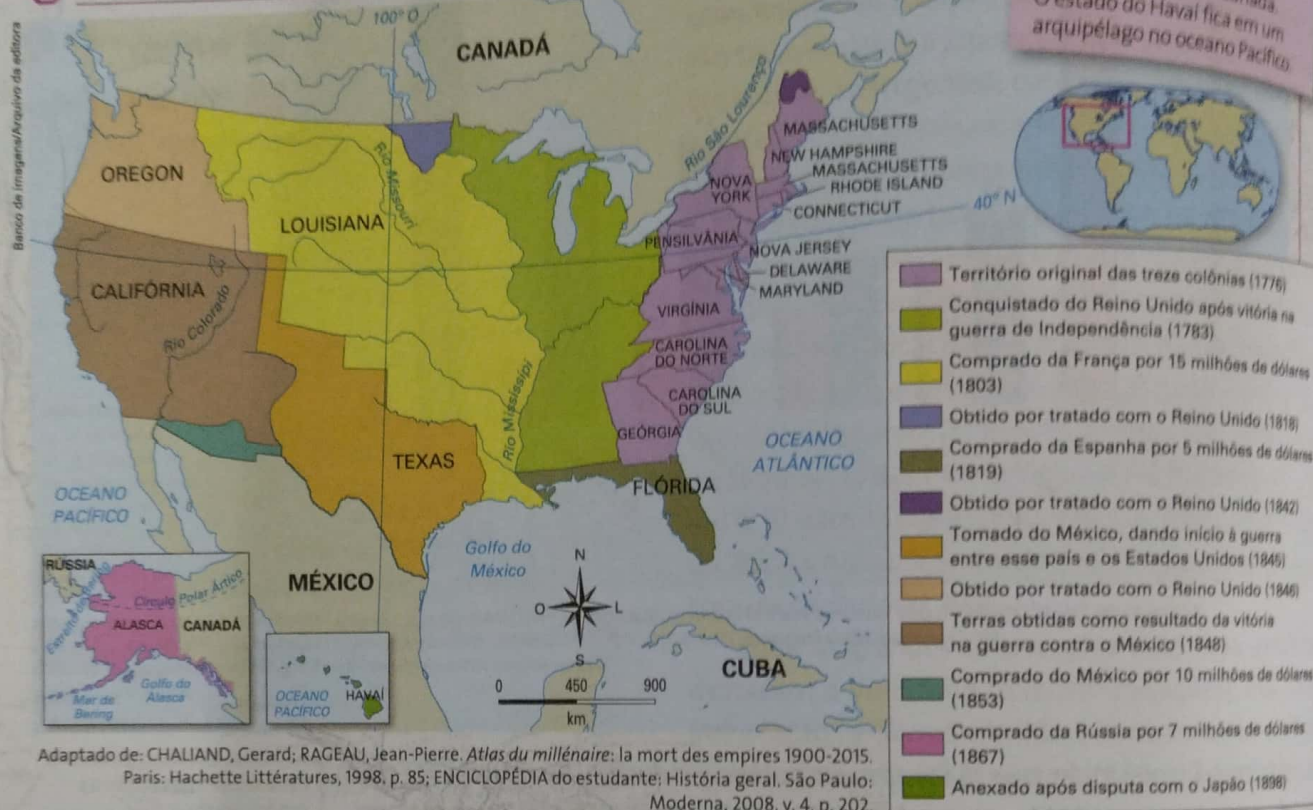 O estado do Havaí fica em um
arquipélago no oceano Pacífico.
Banco de imagens/Arquivo da editora
100° O
CANADÁ
Rio São Lourenço
MASSACHUSETTS
NEW HAMPSHIRE
MASSACHUSETTS
RHODE ISLAND
CONNECTICUT
40° N
OREGON
Rio Missouri
NOVA
YORK
LOUISIANA
PENSILVÂNIA
NOVA JERSEY
DELAWARE
MARYLAND
CALIFÓRNIA
Rio Colorado
VIRGÍNIA
CAROLINA
DO NORTE
CAROLINA
DO SUL
Rio Mississípi
GEÓRGIA
TEXAS
FLÓRIDA
OCEANO
ATLÂNTICO
OCEANO
PACÍFICO
Golfo do
México
MÉXICO
N
O
L
S
CUBA
0 450 900
km
RÚSSIA
Estreito de Bering
Círculo Polar Ártico
ALASCA
CANADÁ
Golfo do
Alasca
Mar de
Bering
OCEANO
PACÍFICO
HAVAÍ
Território original das treze colônias (1776)
Conquistado do Reino Unido após vitória na
guerra de Independência (1783)
Comprado da França por 15 milhões de dólares
(1803)
Obtido por tratado com o Reino Unido (1818)
Comprado da Espanha por 5 milhões de dólares
(1819)
Obtido por tratado com o Reino Unido (1842)
Tomado do México, dando início à guerra
entre esse país e os Estados Unidos (1845)
Obtido por tratado com o Reino Unido (1846)
Terras obtidas como resultado da vitória
na guerra contra o México (1848)
Comprado do México por 10 milhões de dólares
(1853)
Comprado da Rússia por 7 milhões de dólares
(1867)
Anexado após disputa com o Japão (1898)
Adaptado de: CHALIAND, Gerard; RAGEAU, Jean-Pierre. Atlas du millénaire: la mort des empires 1900-2015.
Paris: Hachette Littératures, 1998. p. 85; ENCICLOPÉDIA do estudante: História geral. São Paulo:
Moderna, 2008. v. 4. p. 202.